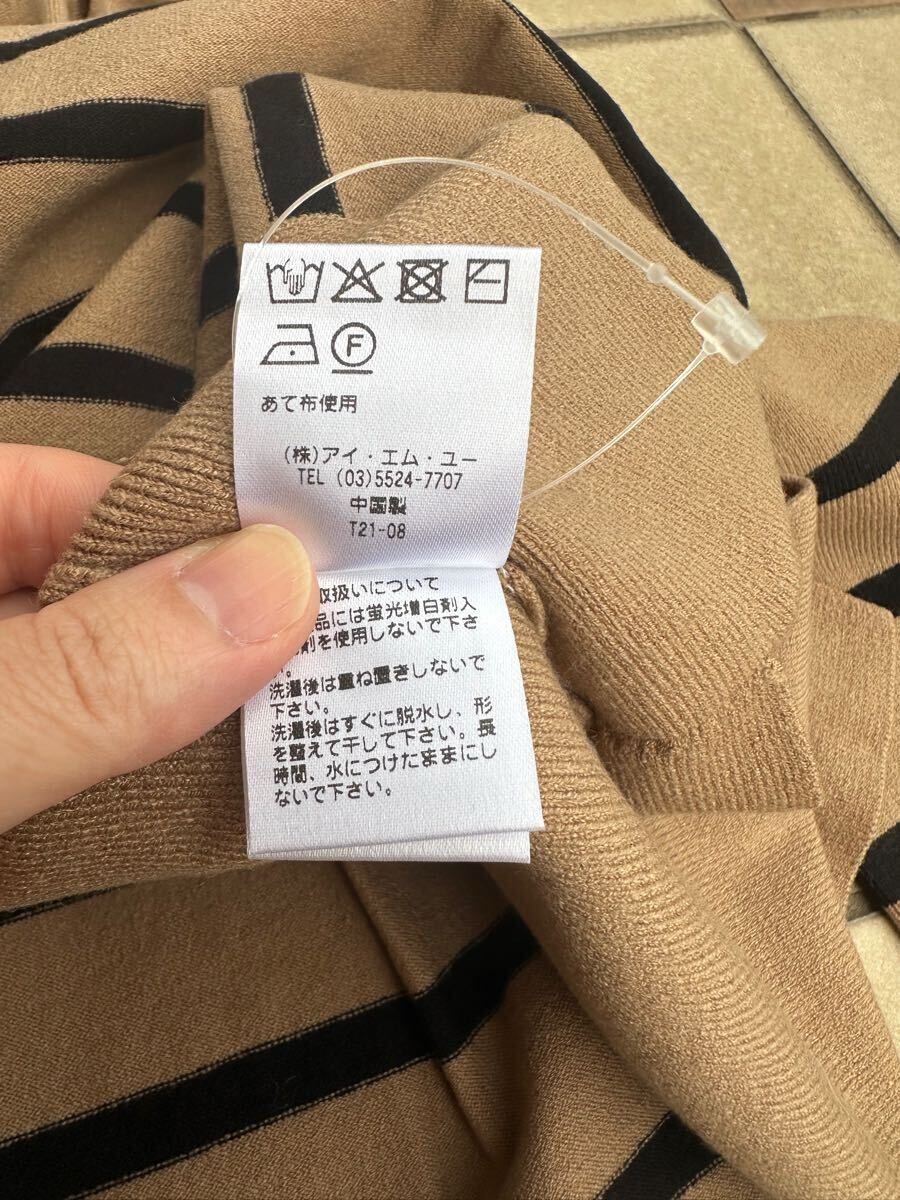 F
あて布使用
(株)アイ・エム・ユー
TEL (03)5524-7707
中国製
T21-08
取扱いについて
品には蛍光増白剤入
剤を使用しないで下さ
い。
洗濯後は重ね置きしないで
下さい。
洗濯後はすぐに脱水し、形
を整えて干して下さい。長
時間、水につけたままにし
ないで下さい。